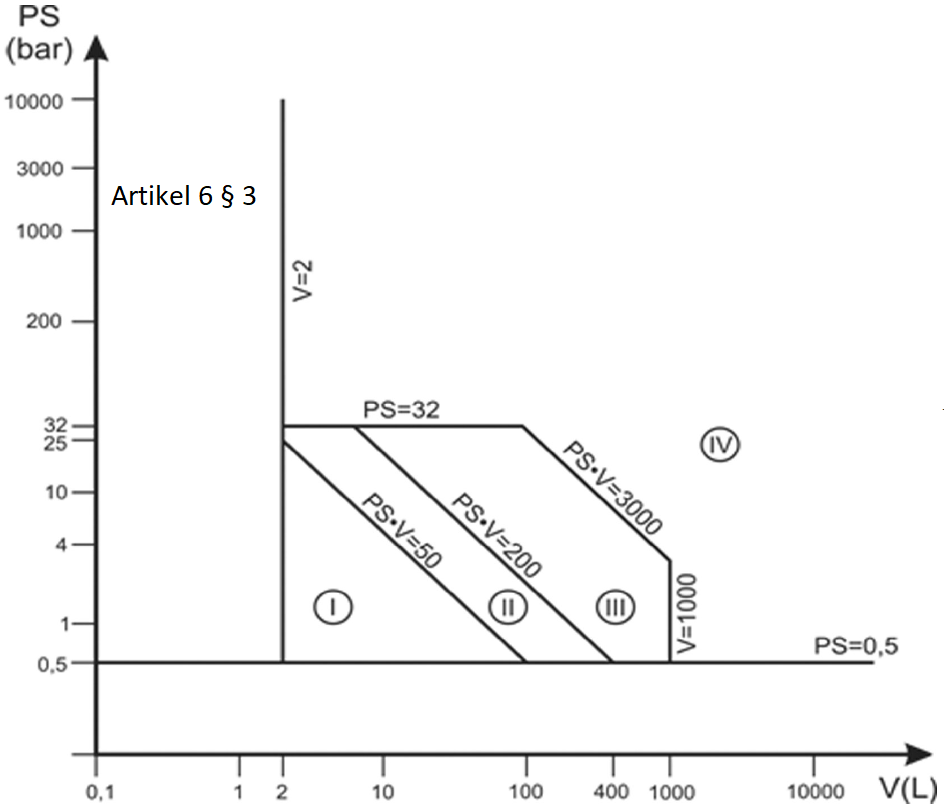 PS
(bar)
10000
3000
Artikel 6 § 3
1000
V=2
200
PS=32
32
25
IV
PS•V=3000
10
PS•V=50
PS•V=200
4
I
II
III
V=1000
1
PS=0,5
0,5
0,1
1
2
10
100
400
1000
10000
V(L)